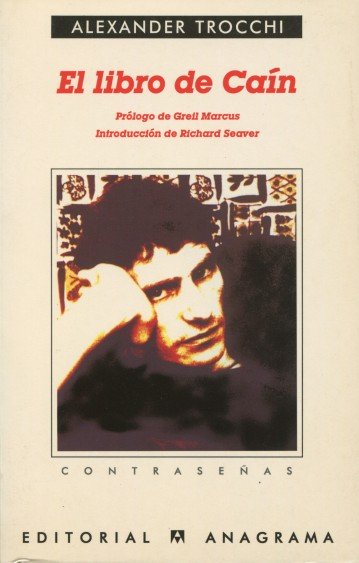 ALEXANDER TROCCHI
El libro de Caín
Prólogo de Greil Marcus
Introducción de Richard Seaver
CONTRASEÑAS
EDITORIAL ANAGRAMA